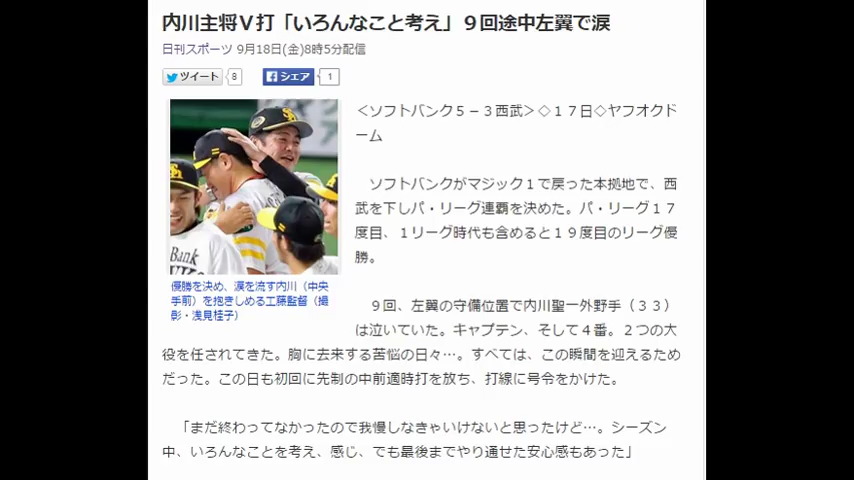 内川主将Ｖ打「いろんなこと考え」９回途中左翼で涙
日刊スポーツ 9月18日(金)8時5分配信
ツイート 8 シェア 1
＜ソフトバンク５－３西武＞◇１７日◇ヤフオクド
ーム
ソフトバンクがマジック１で戻った本拠地で、西
武を下しパ・リーグ連覇を決めた。パ・リーグ１７
度目、１リーグ時代も含めると１９度目のリーグ優
勝。
Bank
優勝を決め、涙を流す内川（中央
手前）を抱きしめる工藤監督（撮
影・浅見桂子）
９回、左翼の守備位置で内川聖一外野手（３３）
は泣いていた。キャプテン、そして４番。２つの大
役を任されてきた。胸に去来する苦悩の日々…。すべては、この瞬間を迎えるため
だった。この日も初回に先制の中前適時打を放ち、打線に号令をかけた。
「まだ終わってなかったので我慢しなきゃいけないと思ったけど…。シーズン
中、いろんなことを考え、感じ、でも最後までやり通せた安心感もあった」